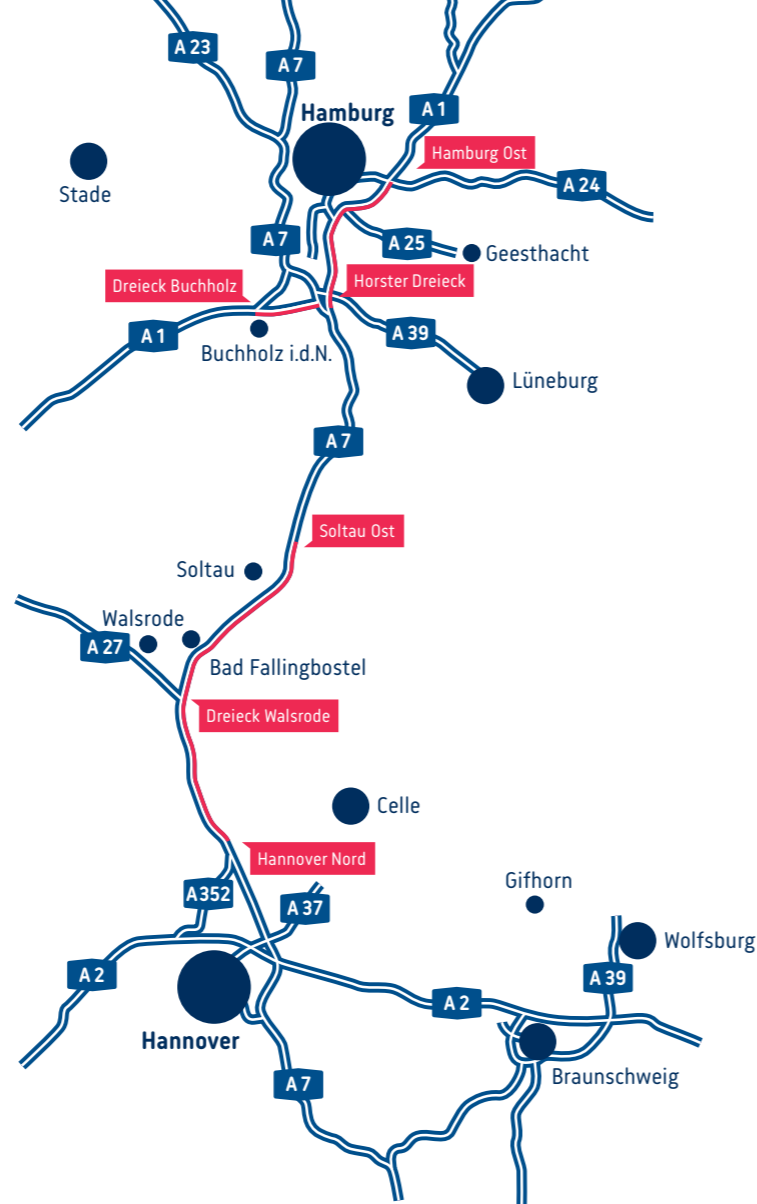 A 23
A 7
Hamburg
A 1
Hamburg Ost
Stade
A 24
A 7
A 25
Geesthacht
Dreieck Buchholz
Horster Dreieck
A 1
Buchholz i.d.N.
A 39
Lüneburg
A 7
Soltau Ost
Soltau
Walsrode
A 27
Bad Fallingbostel
Dreieck Walsrode
Celle
Hannover Nord
Gifhorn
A352
A 37
Wolfsburg
A 2
A 39
A 2
Hannover
Braunschweig
A 7